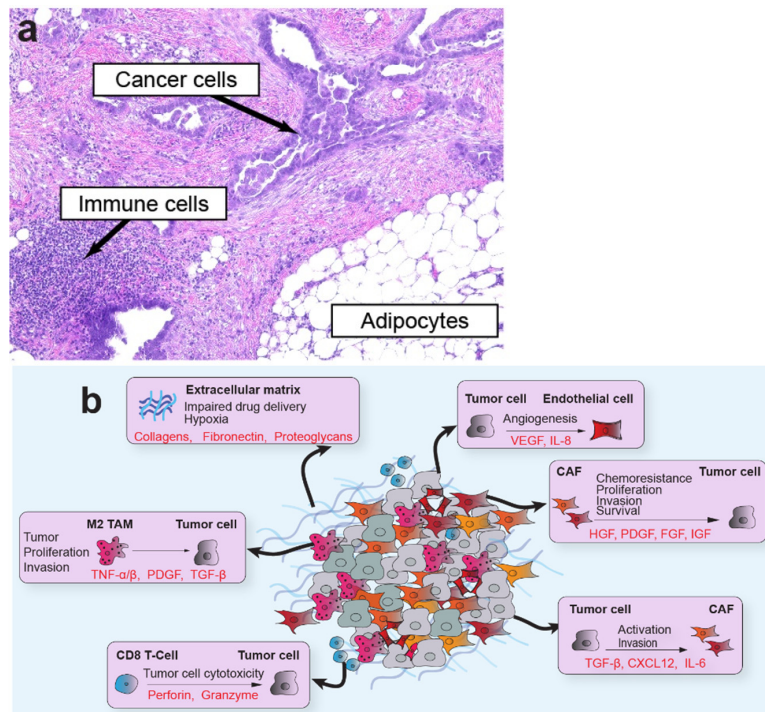 a
Cancer cells
Immune cells
Adipocytes
b
Extracellular matrix
Impaired drug delivery
Hypoxia
Collagens, Fibronectin, Proteoglycans
Tumor cell Endothelial cell
Angiogenesis
VEGF, IL-8
CAF Tumor cell
Chemoresistance
Proliferation
Invasion
Survival
HGF, PDGF, FGF, IGF
M2 TAM Tumor cell
Tumor
Proliferation
Invasion
TNF-α/β, PDGF, TGF-β
Tumor cell CAF
Activation
Invasion
TGF-β, CXCL12, IL-6
CD8 T-Cell Tumor cell
Tumor cell cytotoxicity
Perforin, Granzyme